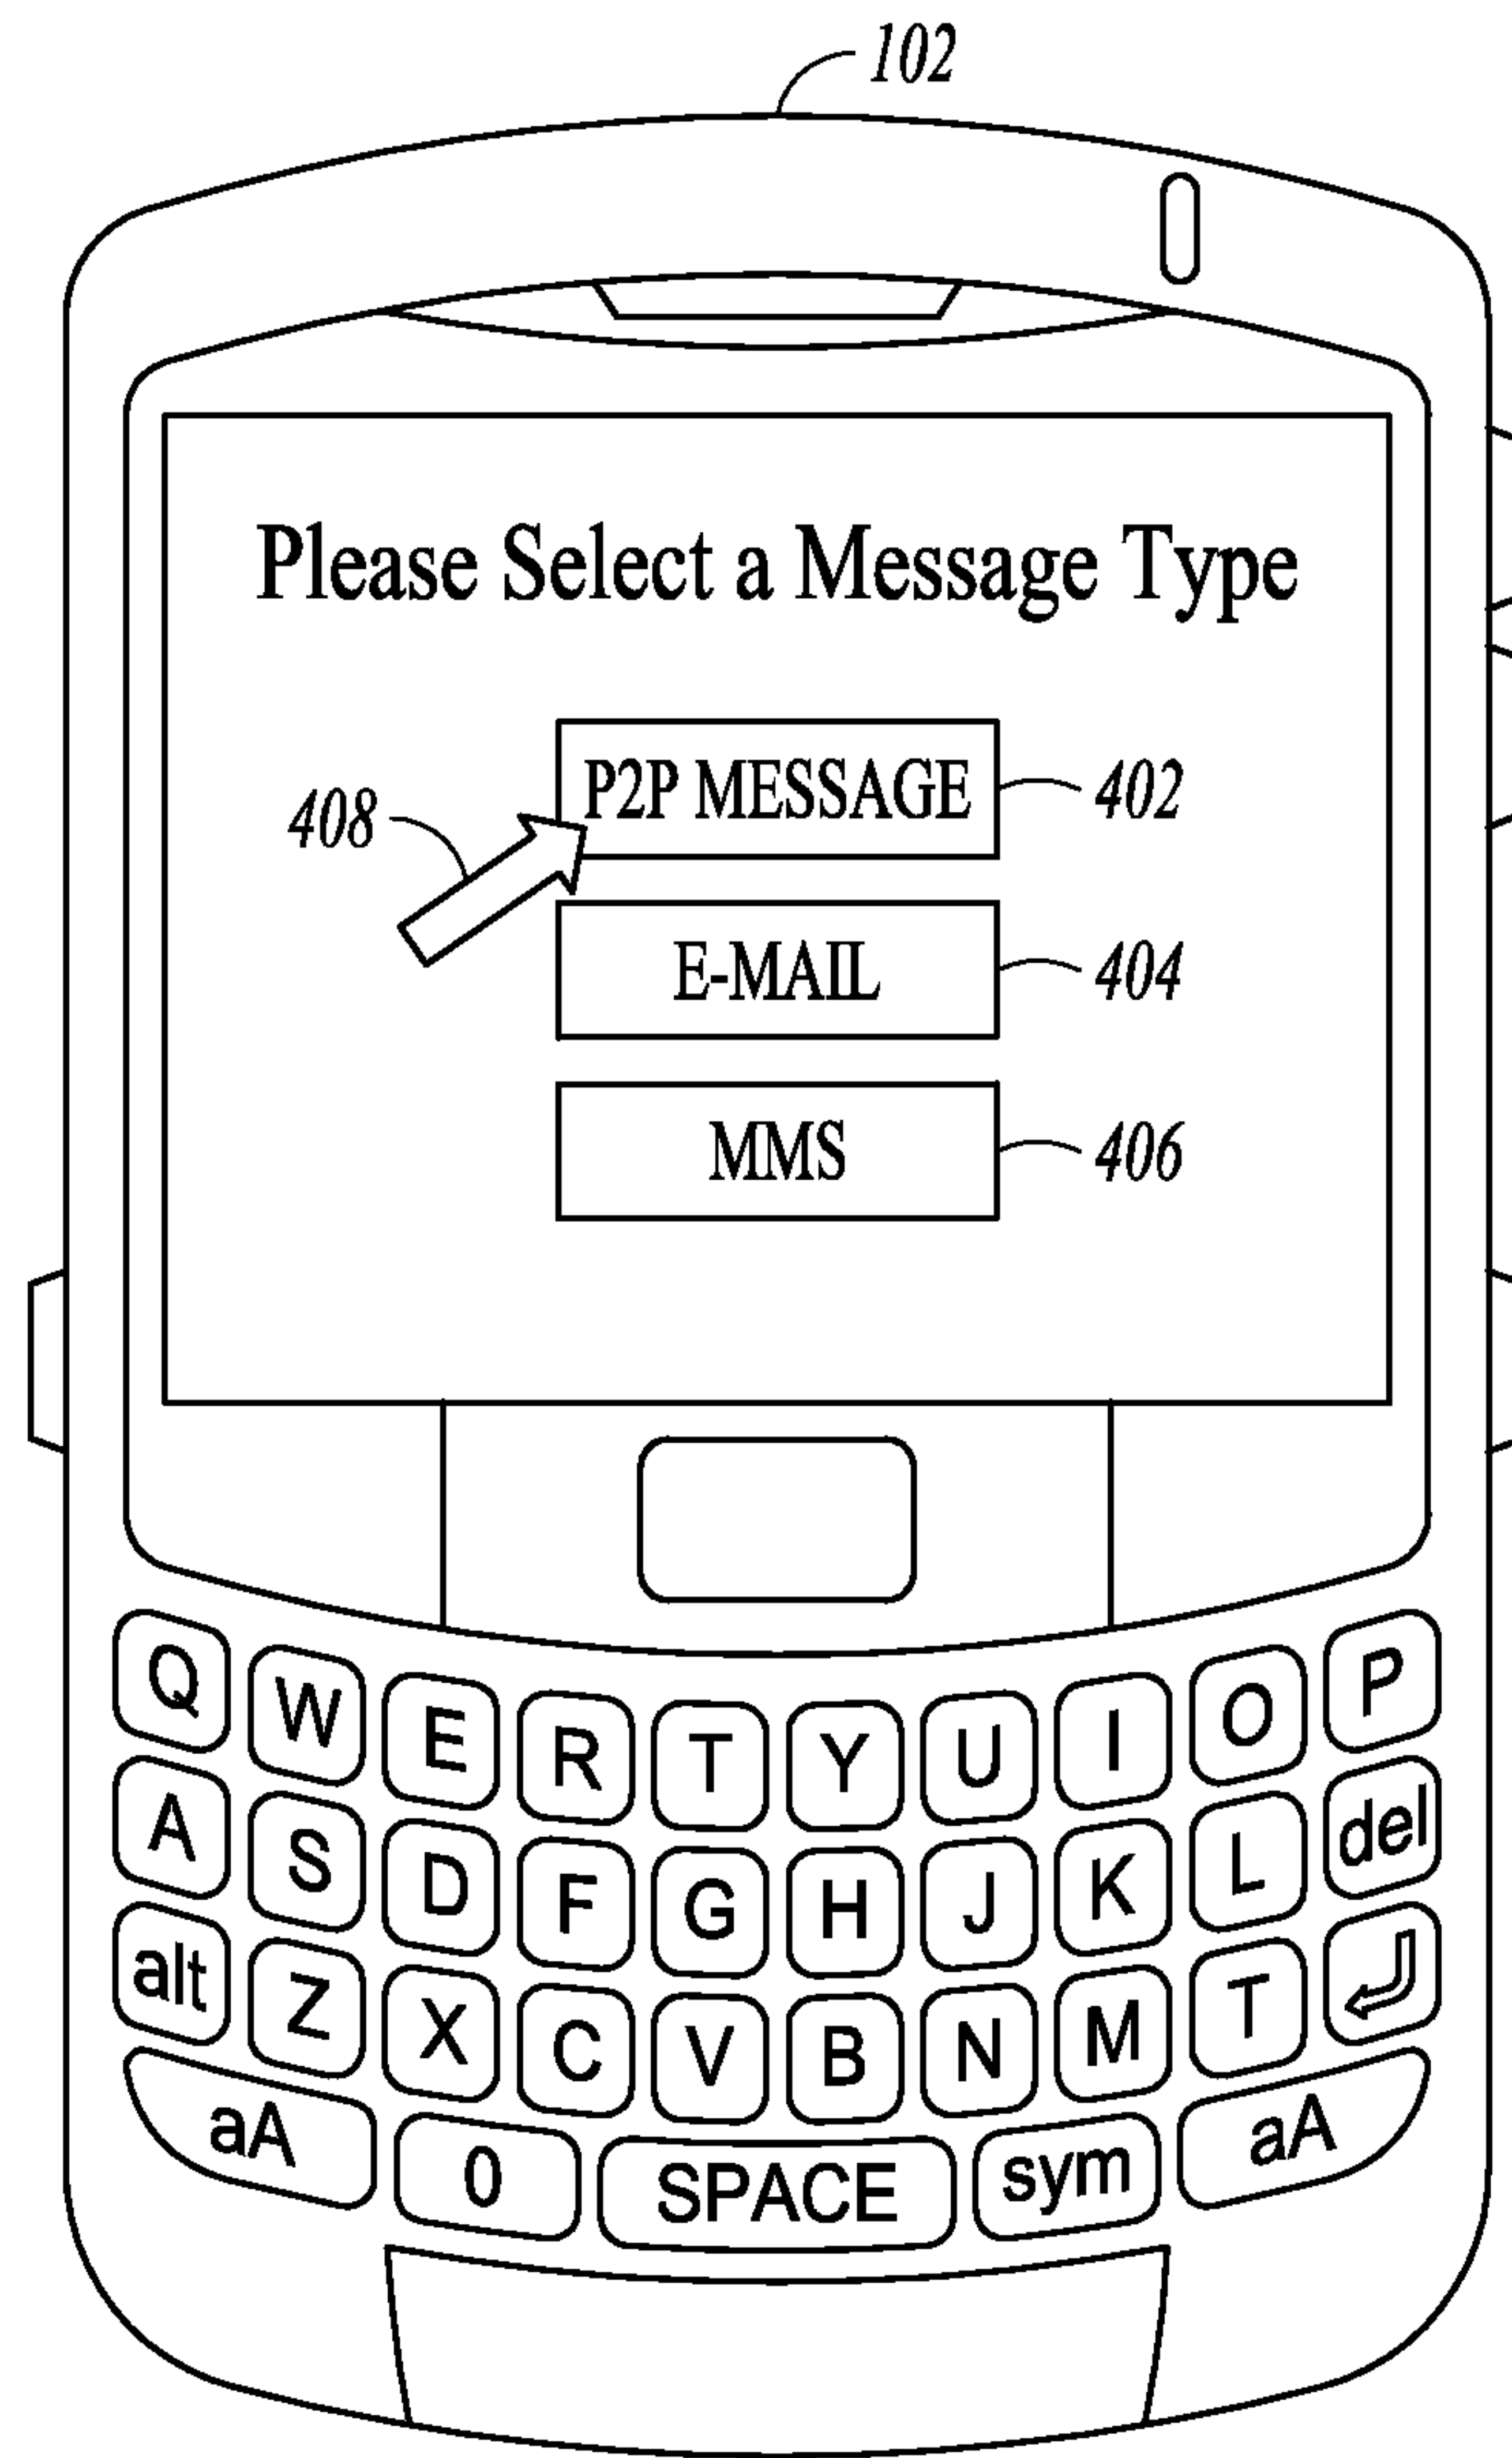 102
Please Select a Message Type
P2P MESSAGE 402
408
E-MAIL 404
MMS 406
Q W E R T Y U I O P
A S D F G H J K L del
alt Z X C V B N M T
aA 0 SPACE sym aA